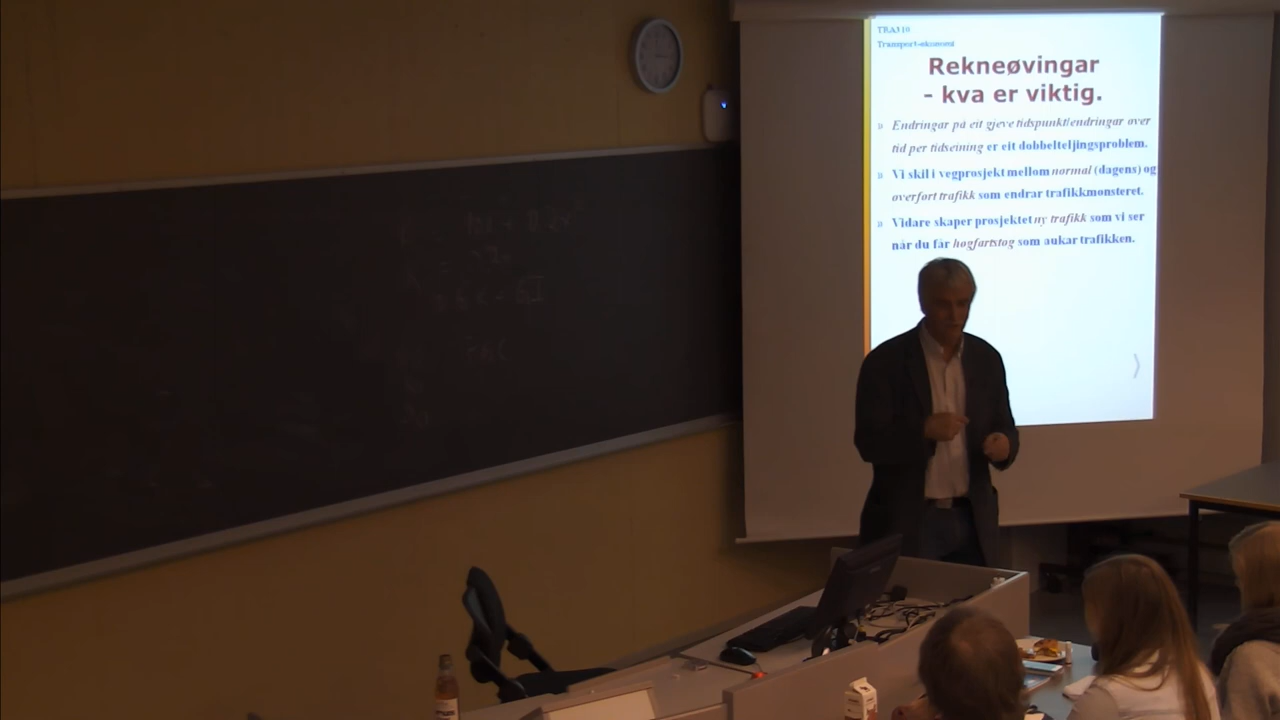 TRA310
Transport-økonomi
Rekneøvingar
- kva er viktig.
» Endringar på eit gjeve tidspunkt/endringar over
tid per tidseining er eit dobbelteljingsproblem.
» Vi skil i vegprosjekt mellom normal (dagens) og
overført trafikk som endrar trafikkmønsteret.
» Vidare skaper prosjektet ny trafikk som vi ser
når du får høgfartstog som aukar trafikken.